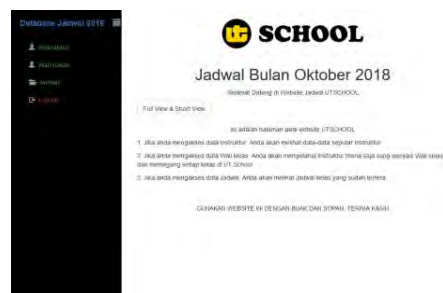 Database Jadwal 2018
Instruktur
Wali Kelas
Jadwal
Logout
UT SCHOOL
Jadwal Bulan Oktober 2018
Selamat Datang di Website Jadwal UTSCHOOL
Full View & Short View
Ini adalah halaman awal website UTSCHOOL
1. Jika anda mengakses data Instruktur. Anda akan melihat data-data seputar Instruktur
2. Jika anda mengakses data Wali kelas. Anda akan mengetahui Instruktur mana saja yang menjadi Wali kelas
dan memegang setiap kelas di UT School
3. Jika anda mengakses data Jadwal. Anda akan melihat Jadwal kelas yang sudah tertera
GUNAKAN WEBSITE INI DENGAN BIJAK DAN SOPAN. TERIMA KASIH